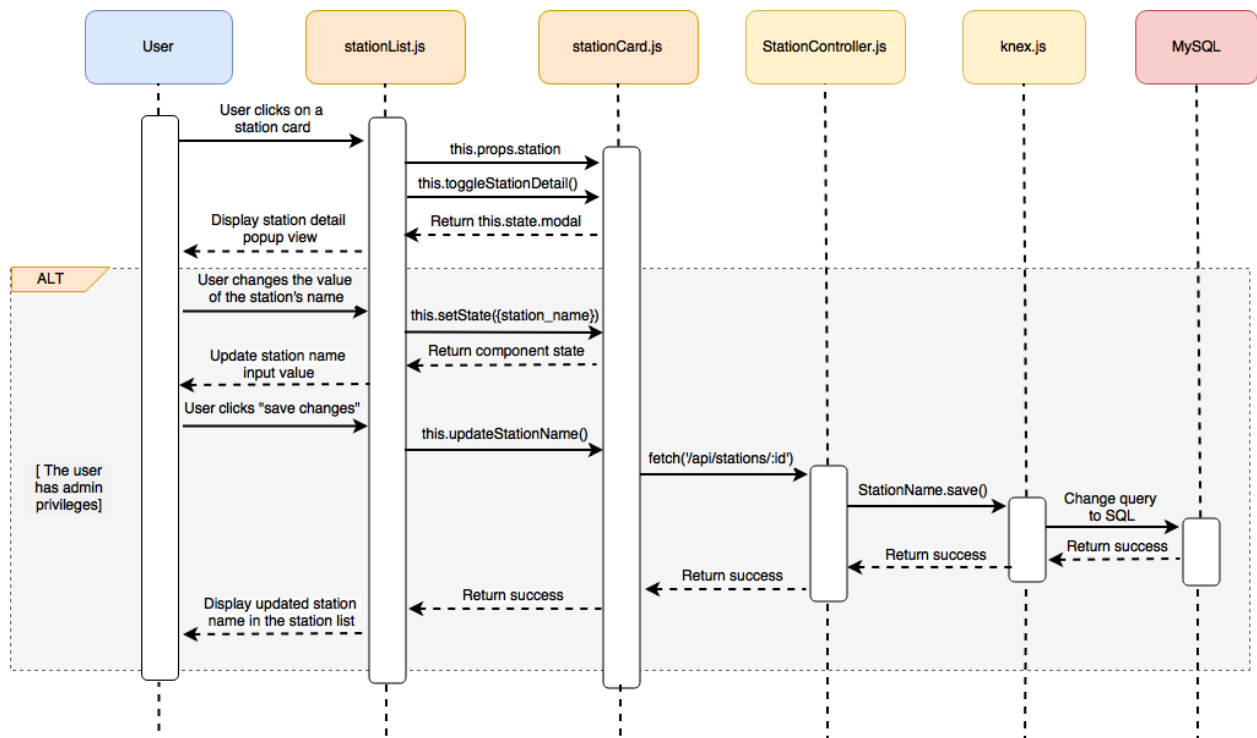 User
stationList.js
stationCard.js
StationController.js
knex.js
MySQL
User clicks on a
station card
this.props.station
this.toggleStationDetail()
Return this.state.modal
Display station detail
popup view
ALT
User changes the value
of the station's name
this.setState({station_name})
Return component state
Update station name
input value
User clicks "save changes"
this.updateStationName()
[ The user
has admin
privileges]
fetch('/api/stations/:id')
StationName.save()
Change query
to SQL
Return success
Return success
Return success
Return success
Display updated station
name in the station list